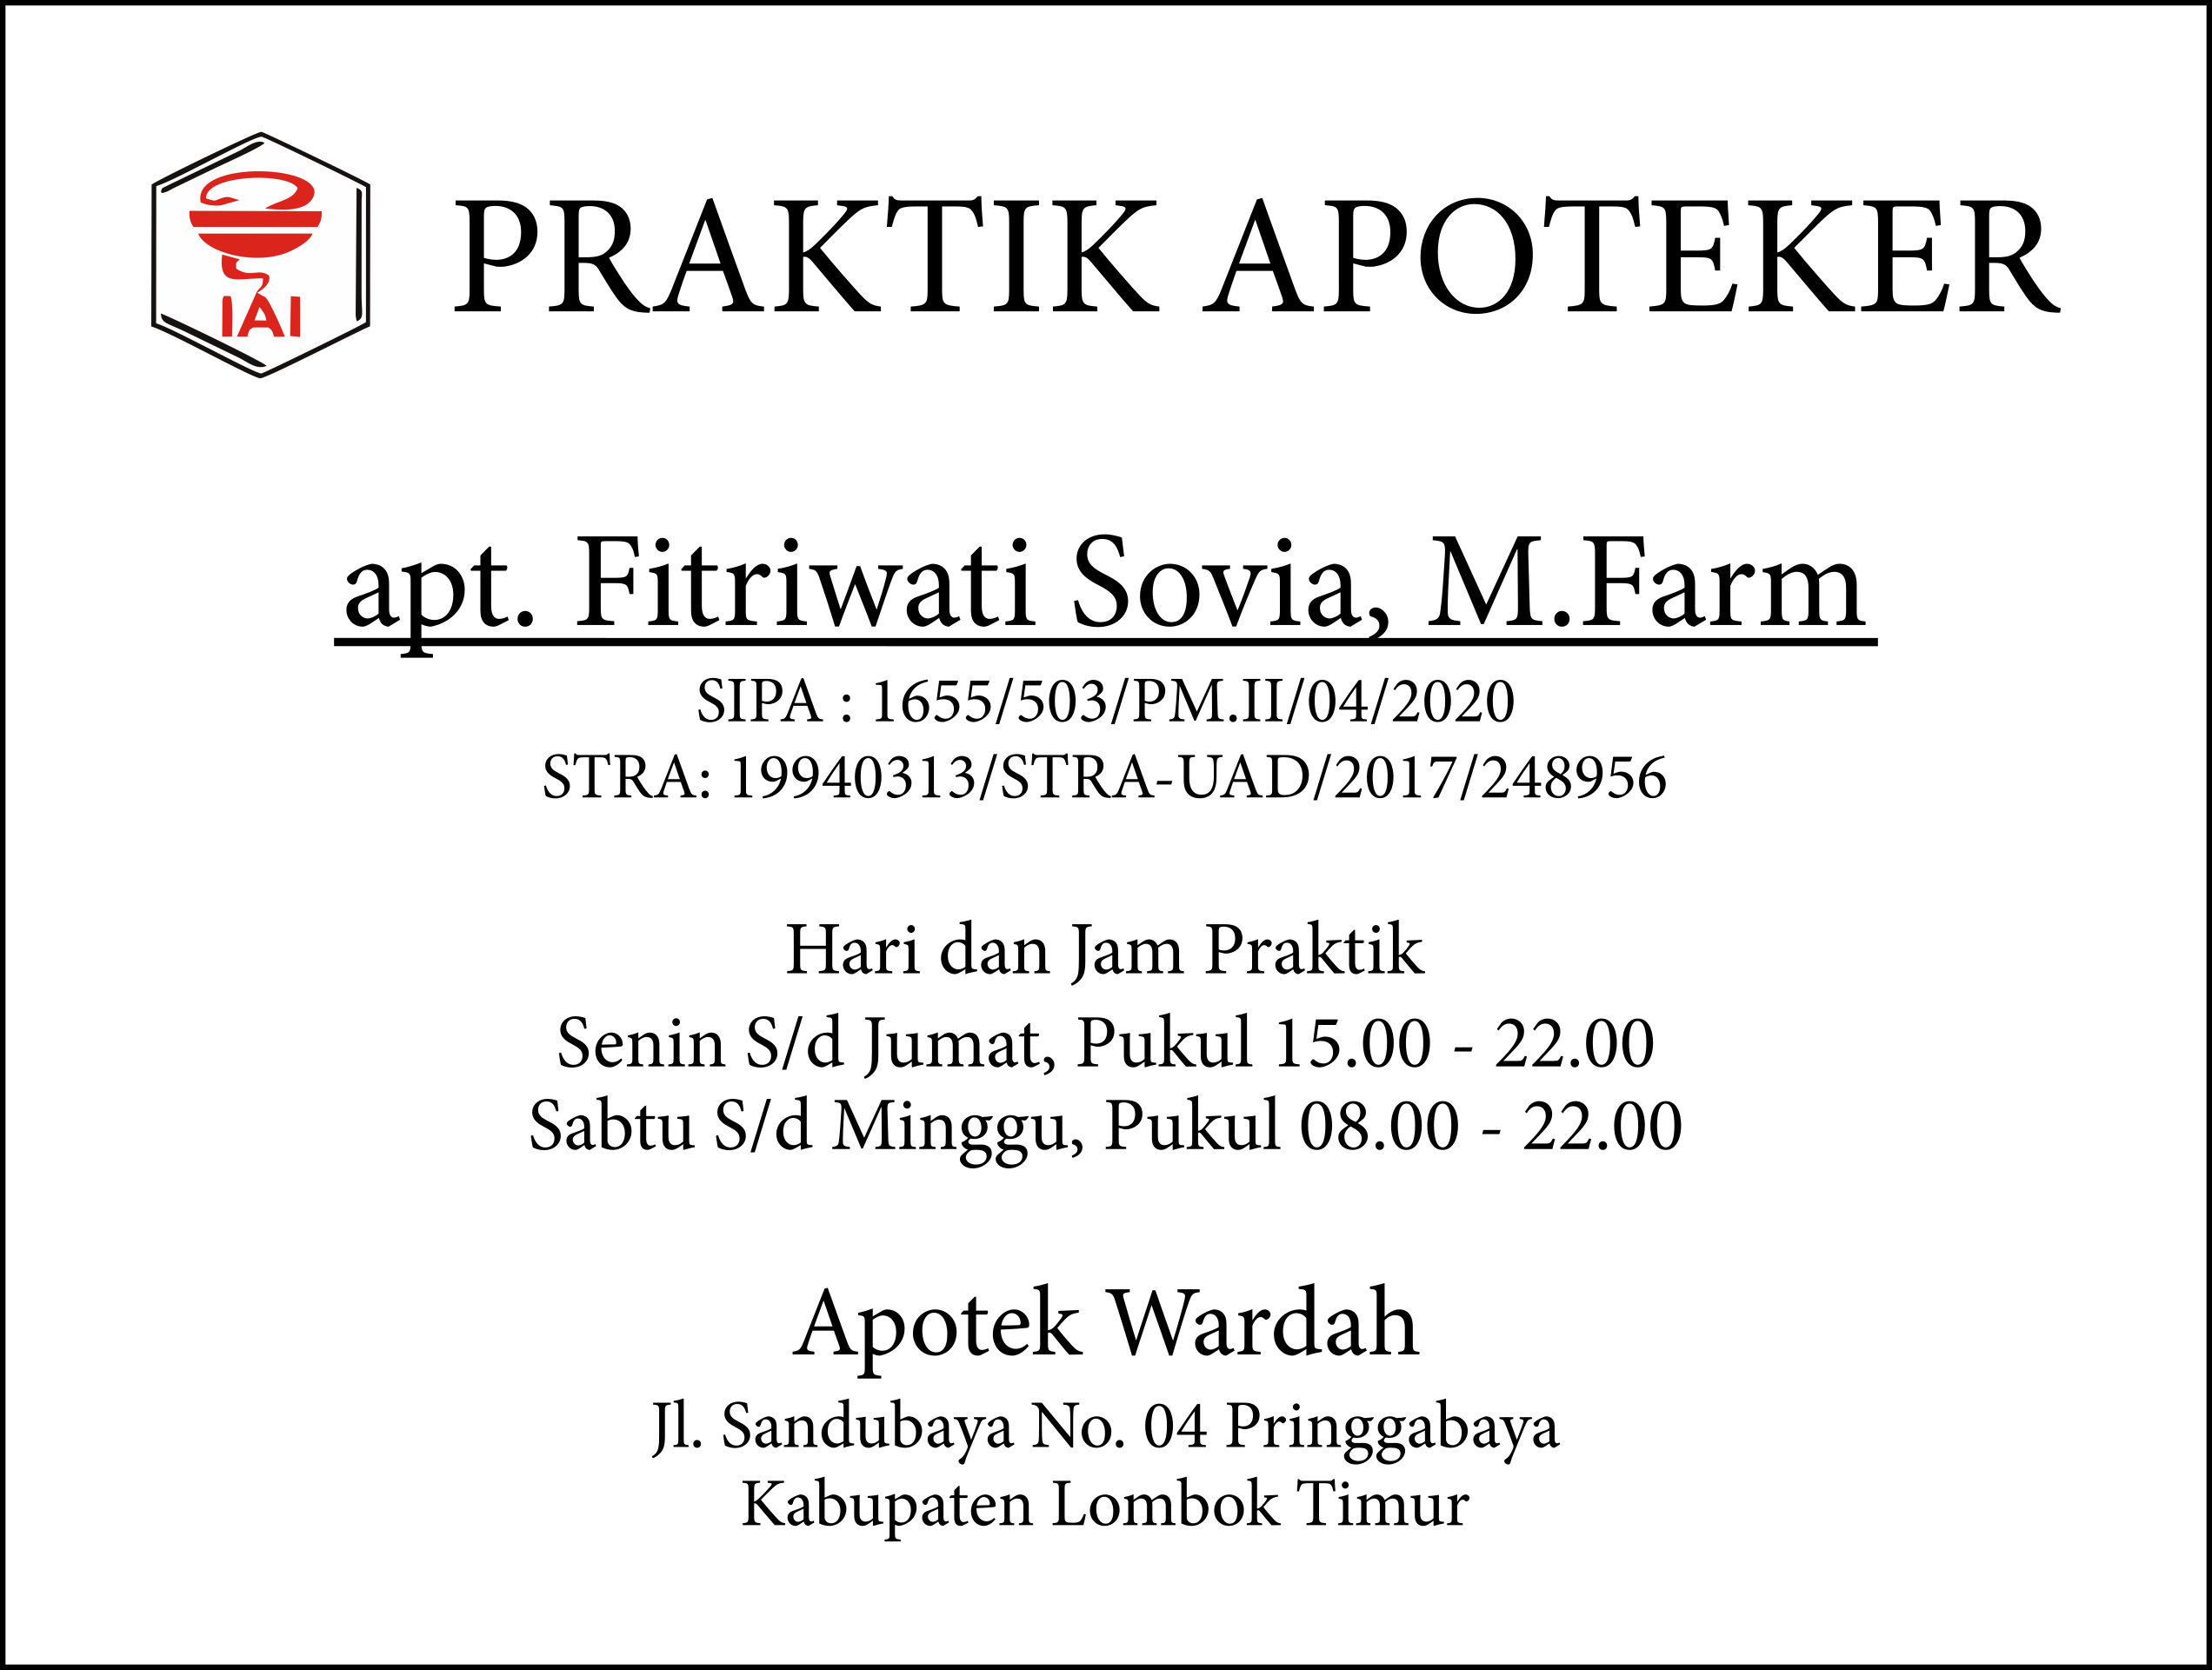 IAI
PRAKTIK APOTEKER
apt. Fitriwati Sovia, M.Farm
SIPA : 1655/503/PM.II/04/2020
STRA: 19940313/STRA-UAD/2017/248956
Hari dan Jam Praktik
Senin S/d Jumat, Pukul 15.00 - 22.00
Sabtu S/d Minggu, Pukul 08.00 - 22.00
Apotek Wardah
Jl. Sandubaya No. 04 Pringgabaya
Kabupaten Lombok Timur